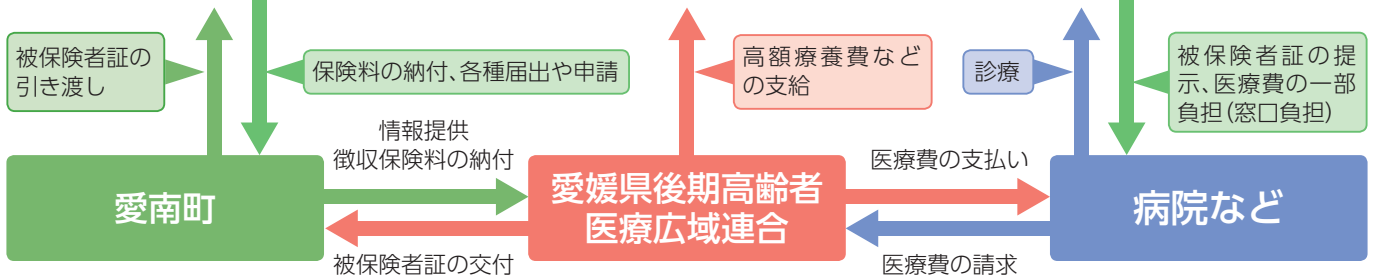 被保険者証の
引き渡し
保険料の納付、各種届出や申請
高額療養費など
の支給
診療
被保険者証の提
示、医療費の一部
負担(窓口負担)
情報提供
徴収保険料の納付
医療費の支払い
愛南町
愛媛県後期高齢者
医療広域連合
病院など
被保険者証の交付
医療費の請求